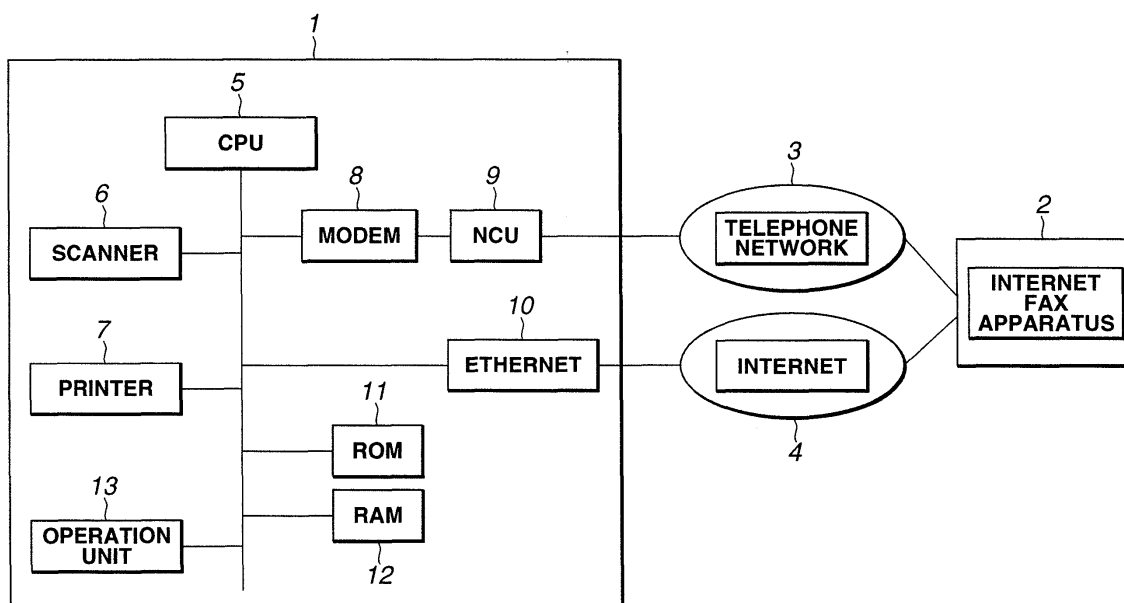 1
5
CPU
3
8
9
2
6
MODEM
NCU
TELEPHONE
NETWORK
SCANNER
INTERNET
FAX
APPARATUS
10
7
ETHERNET
INTERNET
PRINTER
11
ROM
4
13
RAM
OPERATION
UNIT
12